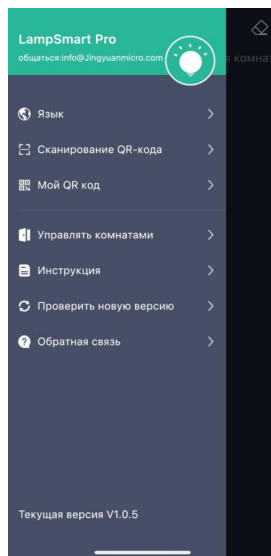 LampSmart Pro
общаться:info@Jingyuanmicro.com
я комна
Язык
Сканирование QR-кода
Мой QR код
Управлять комнатами
Инструкция
Проверить новую версию
Обратная связь
Текущая версия V1.0.5